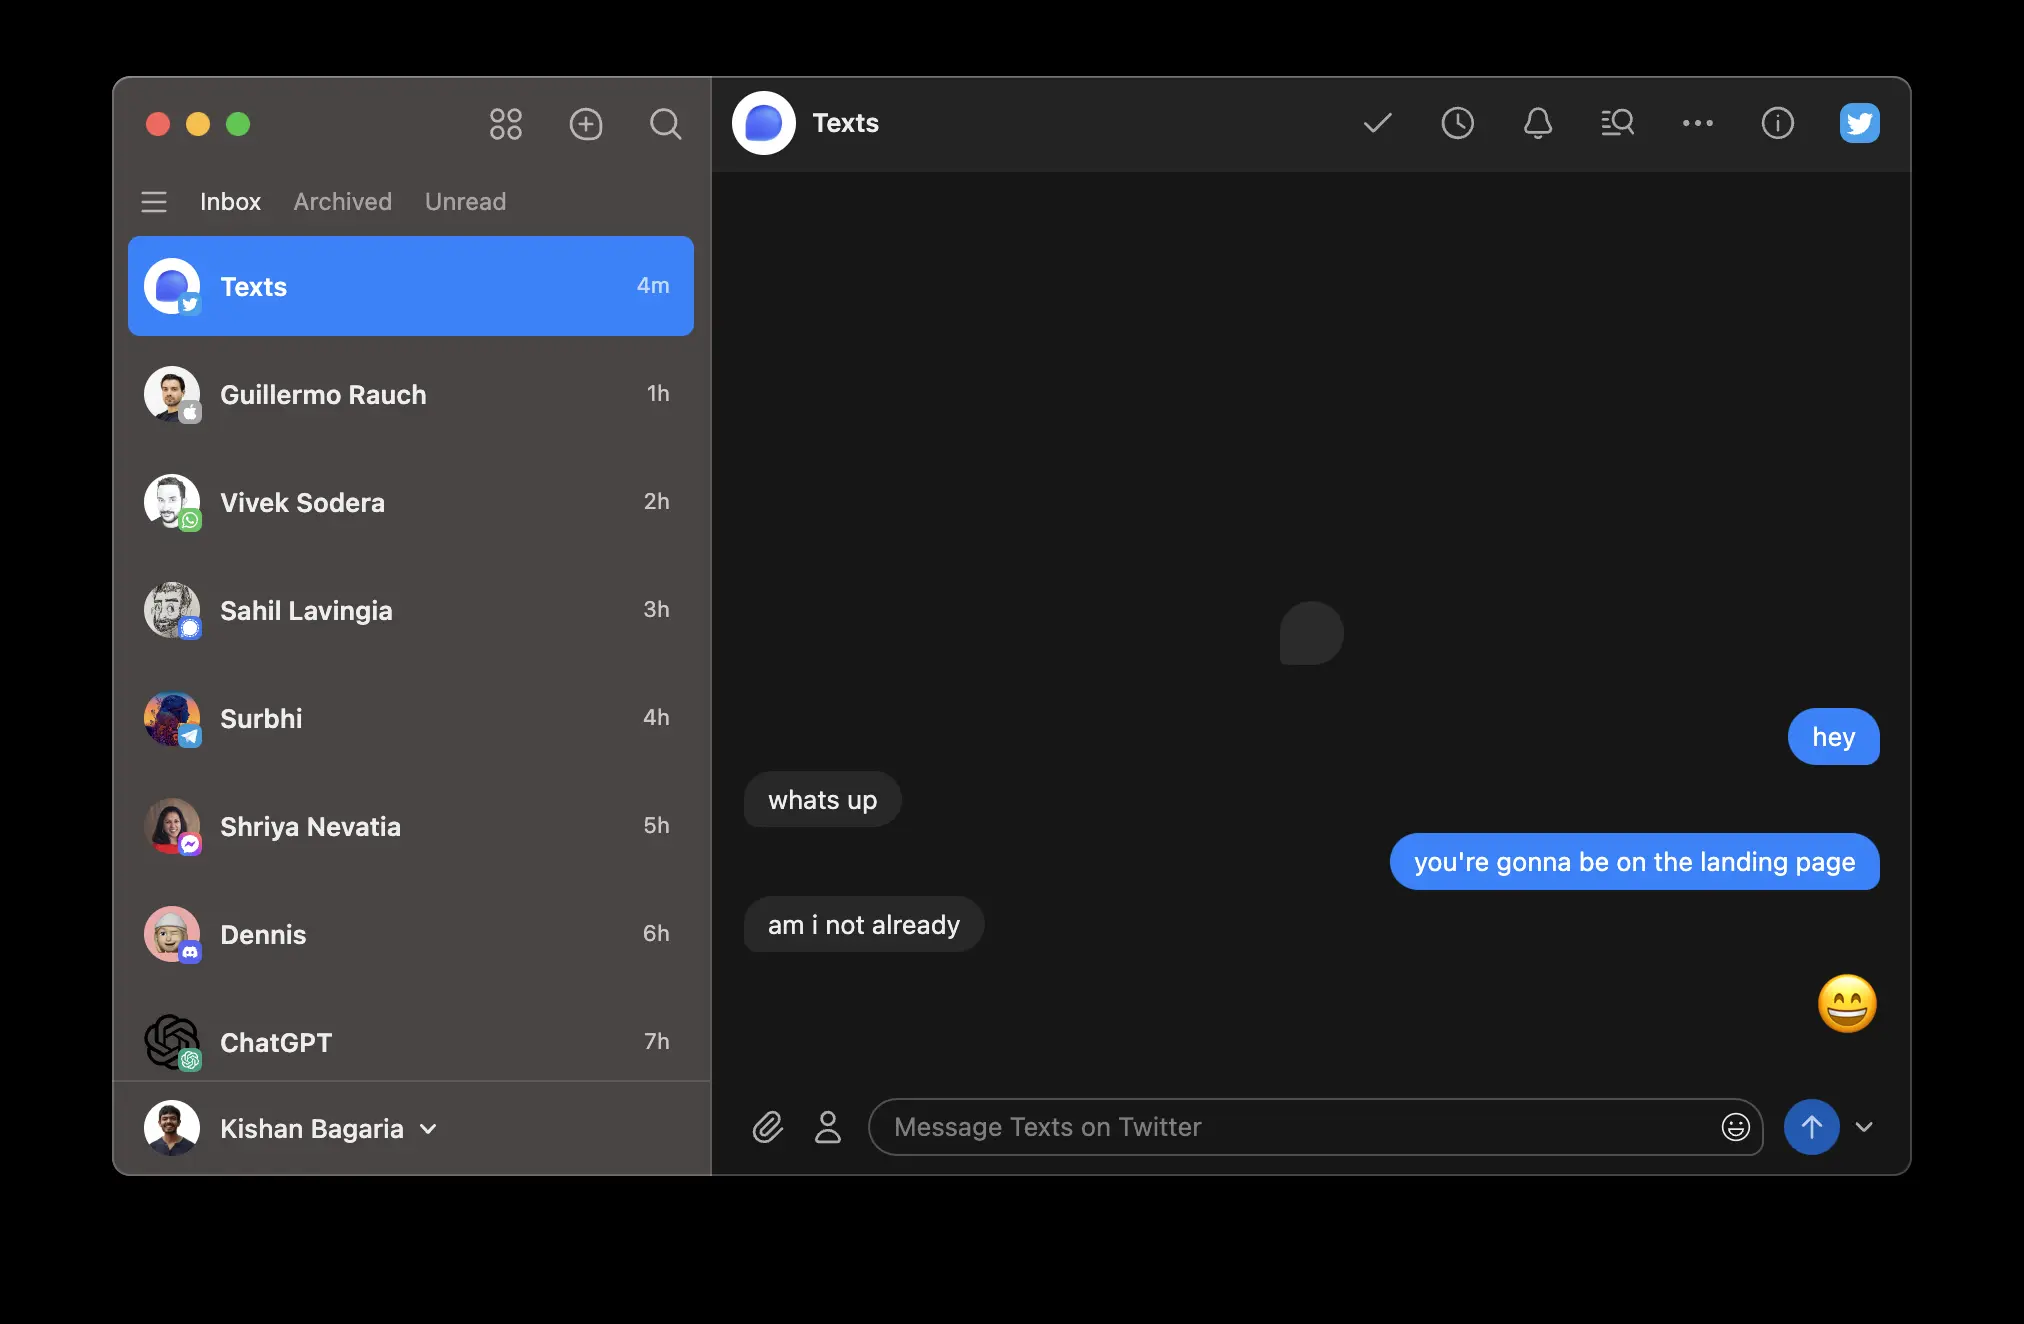 Inbox Archived Unread
Texts 4m
Guillermo Rauch 1h
Vivek Sodera 2h
Sahil Lavingia 3h
Surbhi 4h
Shriya Nevatia 5h
Dennis 6h
ChatGPT 7h
Kishan Bagaria
Texts
hey
whats up
you're gonna be on the landing page
am i not already
😄
Message Texts on Twitter